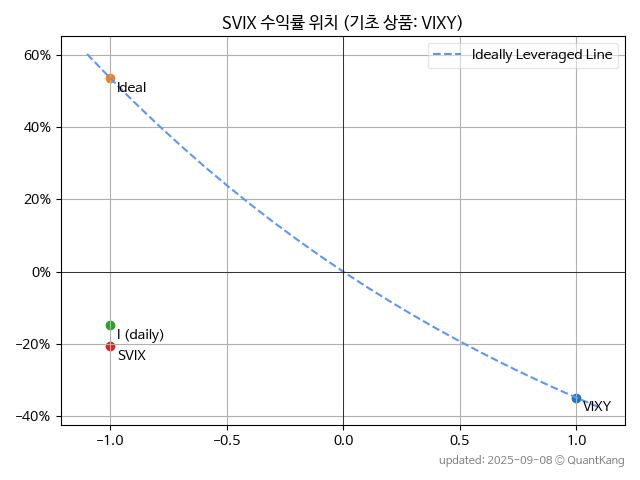 SVIX 수익률 위치 (기초 상품: VIXY)
Ideally Leveraged Line
60%
40%
20%
0%
−20%
−40%
Ideal
I (daily)
SVIX
VIXY
−1.0
−0.5
0.0
0.5
1.0
updated: 2025-09-08 © QuantKang